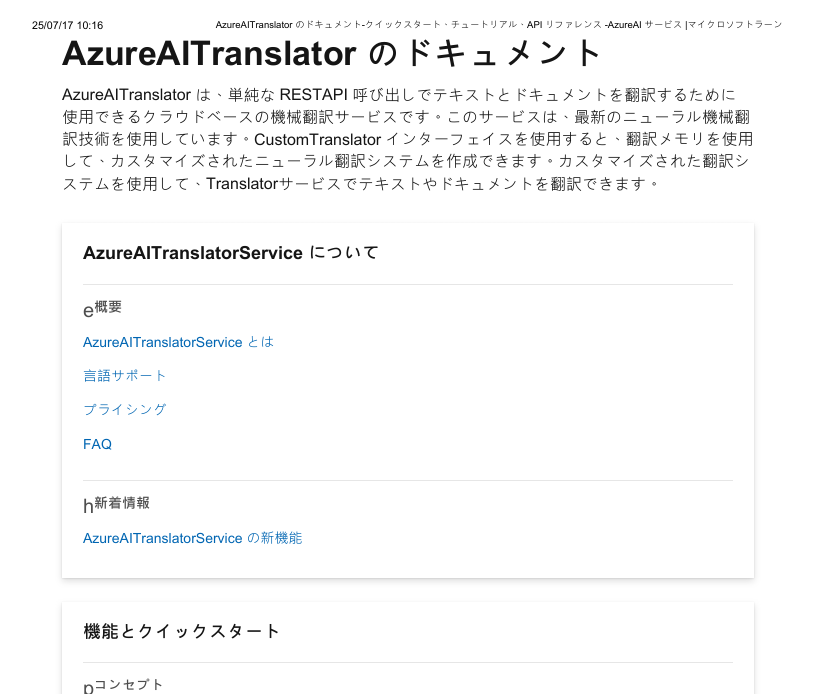 25/07/17 10:16
AzureAITranslator のドキュメント-クイックスタート、チュートリアル、API リファレンス -AzureAI サービス |マイクロソフトラーン
AzureAITranslator のドキュメント
AzureAITranslator は、単純な RESTAPI 呼び出しでテキストとドキュメントを翻訳するために
使用できるクラウドベースの機械翻訳サービスです。このサービスは、最新のニューラル機械翻
訳技術を使用しています。CustomTranslator インターフェイスを使用すると、翻訳メモリを使用
して、カスタマイズされたニューラル翻訳システムを作成できます。カスタマイズされた翻訳シ
ステムを使用して、Translatorサービスでテキストやドキュメントを翻訳できます。
AzureAITranslatorService について
e概要
AzureAITranslatorService とは
言語サポート
プライシング
FAQ
h新着情報
AzureAITranslatorService の新機能
機能とクイックスタート
pコンセプト